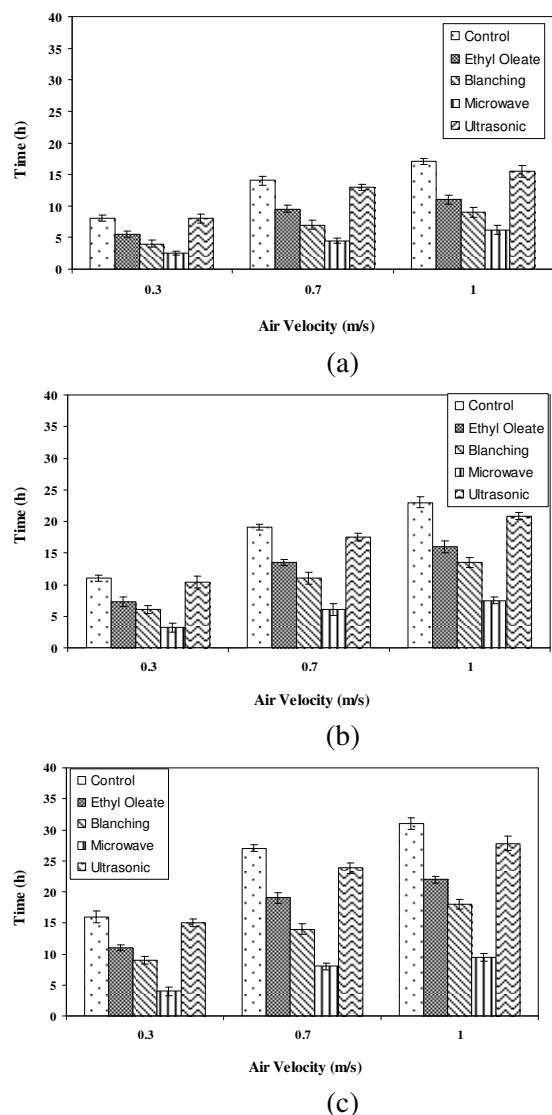 40
35
30
25
20
15
10
5
0
Time (h)
Control
Ethyl Oleate
Blanching
Microwave
Ultrasonic
0.3 0.7 1
Air Velocity (m/s)
(a)
40
35
30
25
20
15
10
5
0
Time (h)
Control
Ethyl Oleate
Blanching
Microwave
Ultrasonic
0.3 0.7 1
Air Velocity (m/s)
(b)
40
35
30
25
20
15
10
5
0
Time (h)
Control
Ethyl Oleate
Blanching
Microwave
Ultrasonic
0.3 0.7 1
Air Velocity (m/s)
(c)